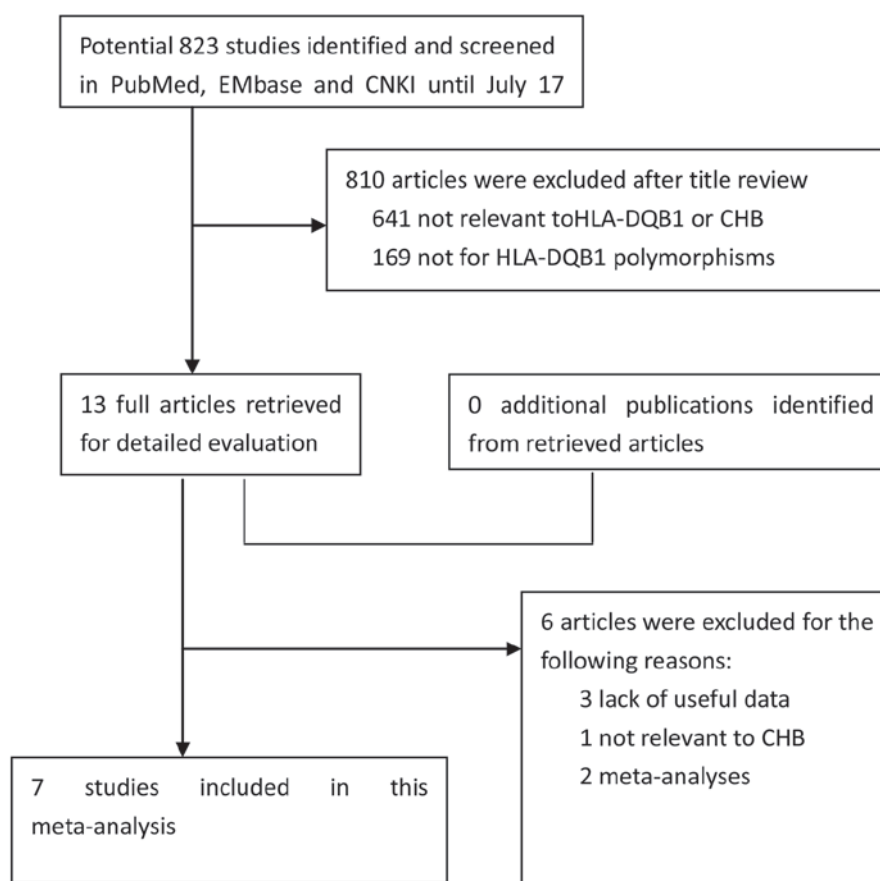 Potential 823 studies identified and screened
in PubMed, EMbase and CNKI until July 17
810 articles were excluded after title review
641 not relevant toHLA-DQB1 or CHB
169 not for HLA-DQB1 polymorphisms
13 full articles retrieved
for detailed evaluation
0 additional publications identified
from retrieved articles
6 articles were excluded for the
following reasons:
3 lack of useful data
1 not relevant to CHB
2 meta-analyses
7 studies included in this
meta-analysis